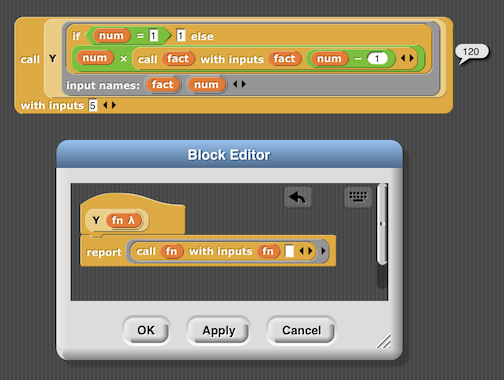 if num = 1 1 else
num × call fact with inputs fact num − 1
call Y
input names: fact num
with inputs 5
120
Block Editor
Y fn λ
report call fn with inputs fn
OK Apply Cancel